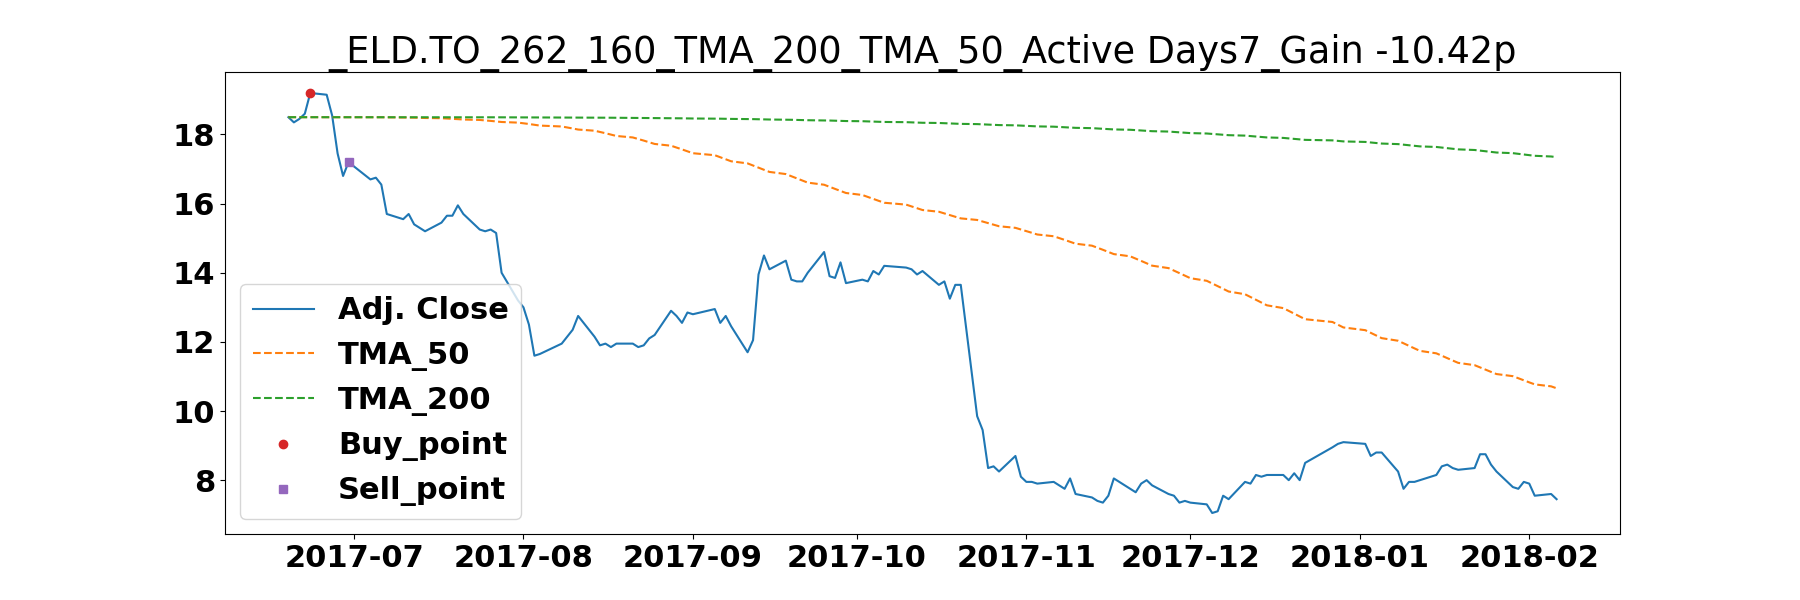 _ELD.TO_262_160_TMA_200_TMA_50_Active Days7_Gain -10.42p
18
16
14
12
10
8
Adj. Close
TMA_50
TMA_200
Buy_point
Sell_point
2017-07 2017-08 2017-09 2017-10 2017-11 2017-12 2018-01 2018-02